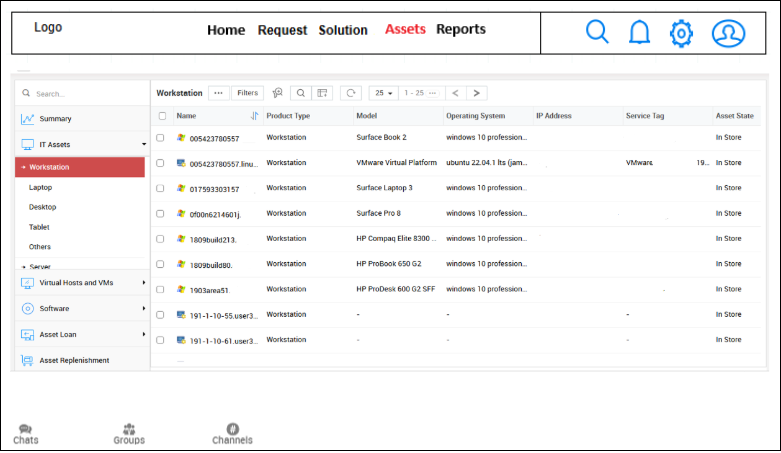 Logo Home Request Solution Assets Reports
Search...
Summary
IT Assets
Workstation
Laptop
Desktop
Tablet
Others
Server
Virtual Hosts and VMs
Software
Asset Loan
Asset Replenishment
Workstation ... Filters 25 1 - 25 ...
Name Product Type Model Operating System IP Address Service Tag Asset State
005423780557 Workstation Surface Book 2 windows 10 profession... In Store
005423780557.linu... Workstation VMware Virtual Platform ubuntu 22.04.1 lts (jam... VMware. 19... In Store
017593303157 Workstation Surface Laptop 3 windows 10 profession... In Store
0f00n6214601j. Workstation Surface Pro 8 windows 10 profession... In Store
1809build213. Workstation HP Compaq Elite 8300 ... windows 10 profession... In Store
1809build80. Workstation HP ProBook 650 G2 windows 10 profession... In Store
1903area51 Workstation HP ProDesk 600 G2 SFF windows 10 profession... In Store
191-1-10-55.user3... Workstation - - - In Store
191-1-10-61.user3... Workstation - - - In Store
Chats Groups Channels